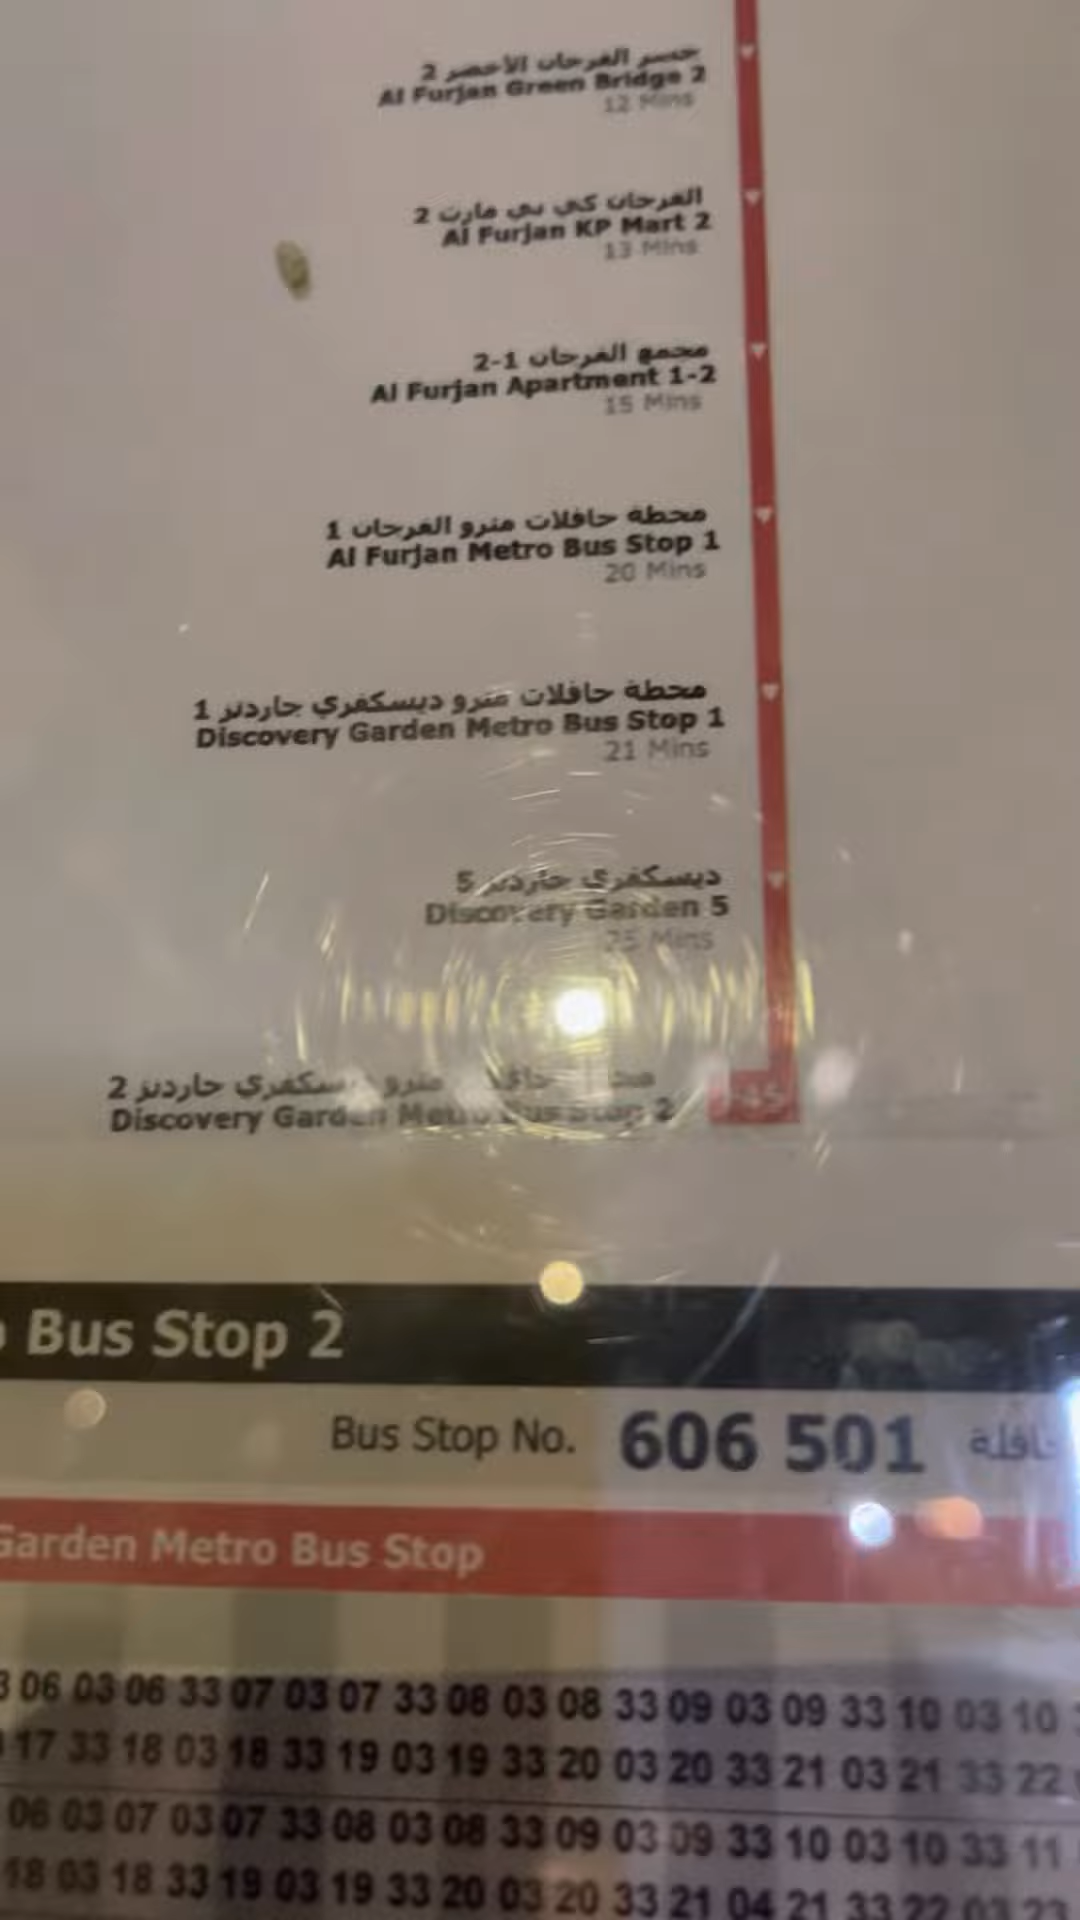 جسر الفرجان الأخضر 2
Al Furjan Green Bridge 2
12 Mins
الفرجان كي بي مارت 2
Al Furjan KP Mart 2
13 Mins
مجمع الفرجان 1-2
Al Furjan Apartment 1-2
15 Mins
محطة حافلات مترو الفرجان 1
Al Furjan Metro Bus Stop 1
20 Mins
محطة حافلات مترو ديسكفري جاردنز 1
Discovery Garden Metro Bus Stop 1
21 Mins
ديسكفري جاردنز 5
Discovery Garden 5
25 Mins
مترو ديسكفري جاردنز 2
Discovery Garden Metro Bus Stop 2
F45
Bus Stop 2
Bus Stop No. 606 501
Garden Metro Bus Stop
06 03 06 33 07 03 07 33 08 03 08 33 09 03 09 33 10 03 10
17 33 18 03 18 33 19 03 19 33 20 03 20 33 21 03 21 33 22
06 03 07 03 07 33 08 03 08 33 09 03 09 33 10 03 10 33 11
18 03 18 33 19 03 19 33 20 03 20 33 21 04 21 33 22 03 23